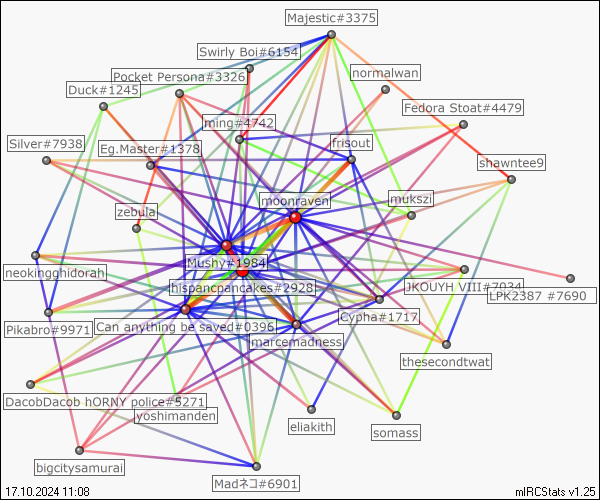 Majestic#3375
Swirly Boi#6154
normalwan
Pocket Persona#3326
Duck#1245
Fedora Stoat#4479
ming#4742
frisout
Silver#7938
Eg.Master#1378
shawntee9
moonraven
mukszi
zebula
Mushy#1984
neokingghidorah
hispancpancakes#2928
JKOUYH VIII#7034
LPK2387 #7690
Pikabro#9971
Can anything be saved#0396
Cypha#1717
marcemadness
thesecondtwat
DacobDacob hORNY police#5271
yoshimanden
eliakith
somass
bigcitysamurai
Madネコ#6901
17.10.2024 11:08
mIRCStats v1.25